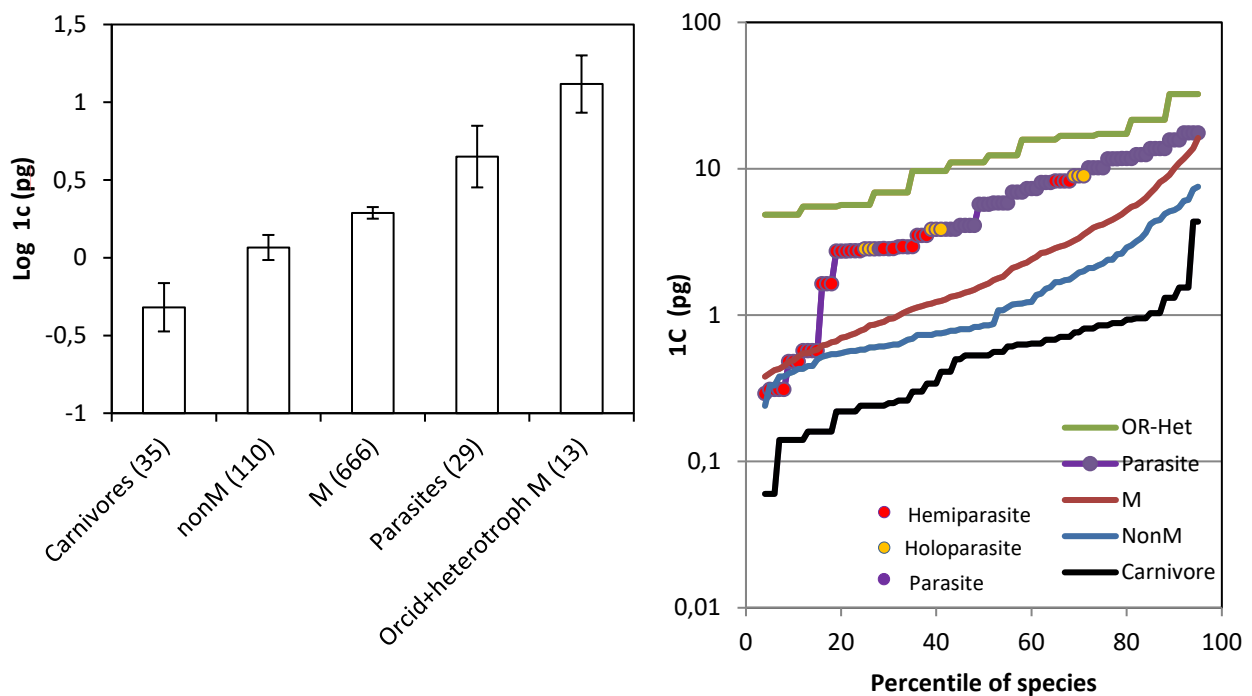 1,5
1
0,5
0
-0,5
-1
Log 1c (pg)
Carnivores (35)
nonM (110)
M (666)
Parasites (29)
Orcid+heterotroph M (13)
100
10
1
0,1
0,01
1C (pg)
0
20
40
60
80
100
Percentile of species
OR-Het
Parasite
M
NonM
Carnivore
Hemiparasite
Holoparasite
Parasite